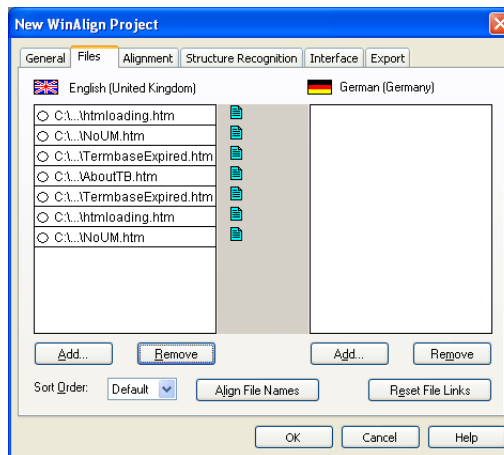 New WinAlign Project
General Files Alignment Structure Recognition Interface Export
English (United Kingdom) German (Germany)
C:\...\htmloading.htm
C:\...\NoUM.htm
C:\...\TermbaseExpired.htm
C:\...\AboutTB.htm
C:\...\TermbaseExpired.htm
C:\...\htmloading.htm
C:\...\NoUM.htm
Add... Remove Add... Remove
Sort Order: Default Align File Names Reset File Links
OK Cancel Help